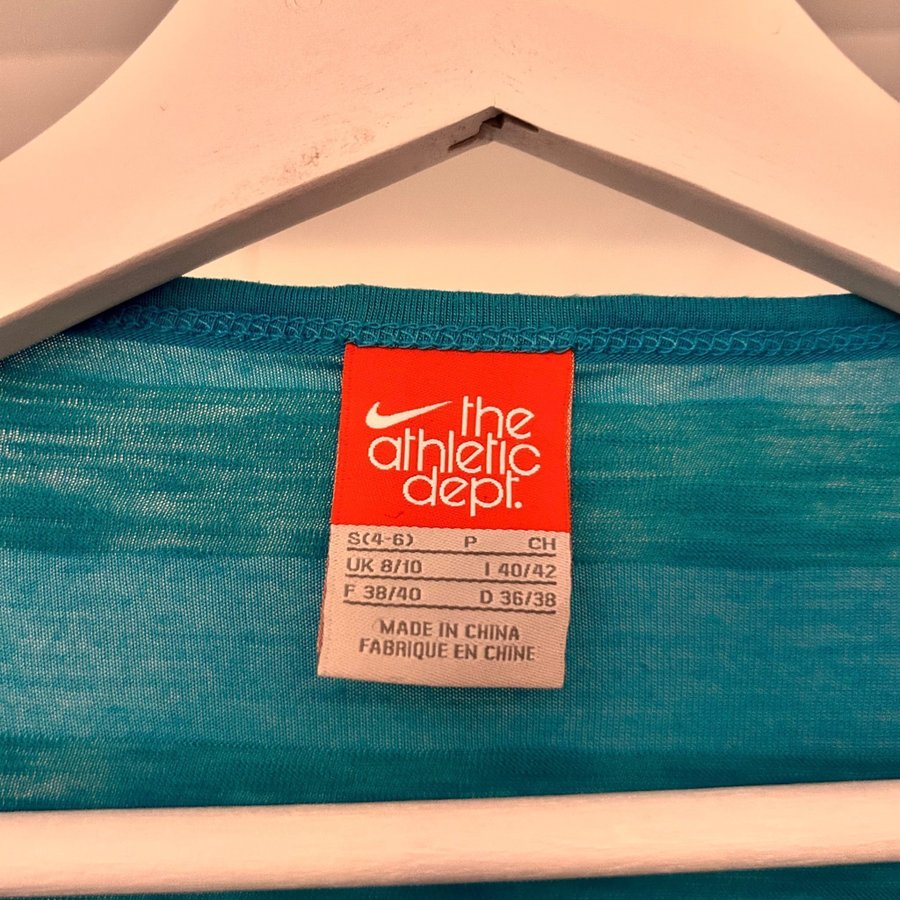 the
athletic
dept.
S(4-6) P CH
UK 8/10 I 40/42
F 38/40 D 36/38
MADE IN CHINA
FABRIQUE EN CHINE